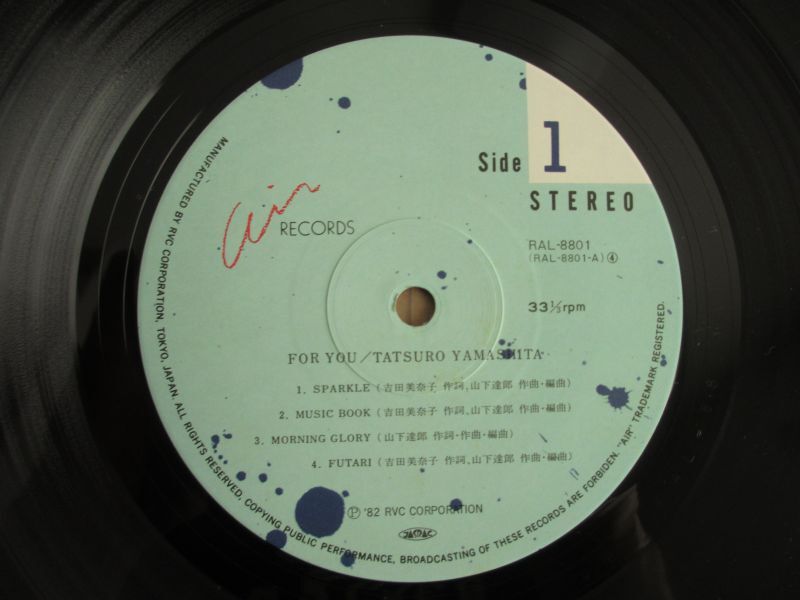 Side 1
STEREO
Air RECORDS
RAL-8801
(RAL-8801-A) ④
33⅓rpm
FOR YOU/TATSURO YAMASHITA
1. SPARKLE (吉田美奈子 作詞、山下達郎 作曲・編曲)
2. MUSIC BOOK (吉田美奈子 作詞、山下達郎 作曲・編曲)
3. MORNING GLORY (山下達郎 作詞・作曲・編曲)
4. FUTARI (吉田美奈子 作詞、山下達郎 作曲・編曲)
Ⓟ '82 RVC CORPORATION
JASRAC
MANUFACTURED BY RVC CORPORATION, TOKYO, JAPAN. ALL RIGHTS RESERVED, COPYING PUBLIC PERFORMANCE, BROADCASTING OF THESE RECORDS ARE FORBIDDEN. "AIR" TRADEMARK REGISTERED.